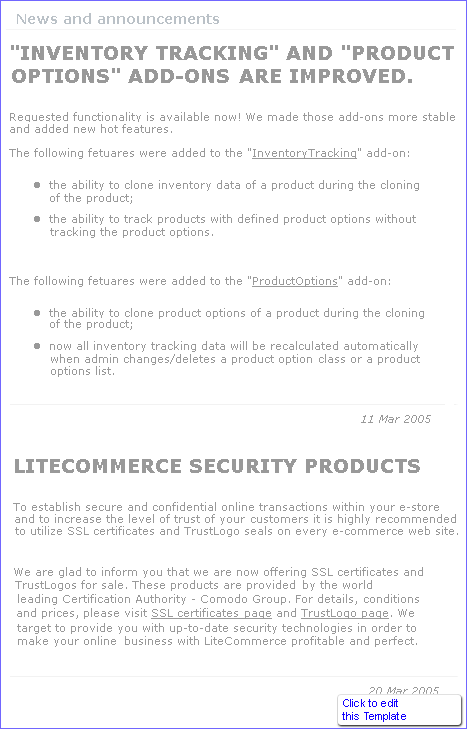 News and announcements
"INVENTORY TRACKING" AND "PRODUCT
OPTIONS" ADD-ONS ARE IMPROVED.
Requested functionality is available now! We made those add-ons more stable
and added new hot features.
The following fetuares were added to the "InventoryTracking" add-on:
the ability to clone inventory data of a product during the cloning
of the product;
the ability to track products with defined product options without
tracking the product options.
The following fetuares were added to the "ProductOptions" add-on:
the ability to clone product options of a product during the cloning
of the product;
now all inventory tracking data will be recalculated automatically
when admin changes/deletes a product option class or a product
options list.
11 Mar 2005
LITECOMMERCE SECURITY PRODUCTS
To establish secure and confidential online transactions within your e-store
and to increase the level of trust of your customers it is highly recommended
to utilize SSL certificates and TrustLogo seals on every e-commerce web site.
We are glad to inform you that we are now offering SSL certificates and
TrustLogos for sale. These products are provided by the world
leading Certification Authority - Comodo Group. For details, conditions
and prices, please visit SSL certificates page and TrustLogo page. We
target to provide you with up-to-date security technologies in order to
make your online business with LiteCommerce profitable and perfect.
20 Mar 2005
Click to edit
this Template